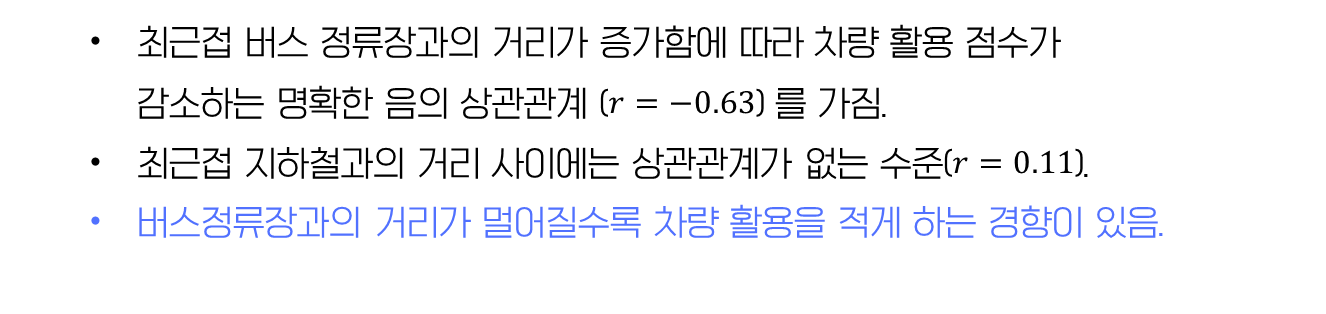 • 최근접 버스 정류장과의 거리가 증가함에 따라 차량 활용 점수가
감소하는 명확한 음의 상관관계 (r = −0.63) 를 가짐.
• 최근접 지하철과의 거리 사이에는 상관관계가 없는 수준(r = 0.11).
• 버스정류장과의 거리가 멀어질수록 차량 활용을 적게 하는 경향이 있음.